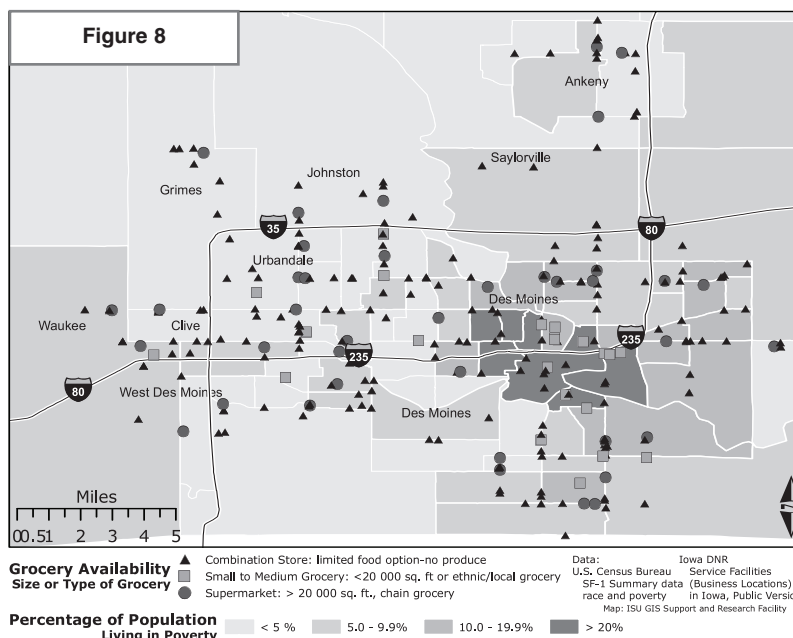 Figure 8
Ankeny
Saylorville
Johnston
Grimes
35
80
Urbandale
Des Moines
Waukee
Clive
235
235
80
West Des Moines
Des Moines
Miles
0 0.5 1 2 3 4 5
Grocery Availability
Size or Type of Grocery
Combination Store: limited food option-no produce
Small to Medium Grocery: <20 000 sq. ft or ethnic/local grocery
Supermarket: > 20 000 sq. ft., chain grocery
Data:
U.S. Census Bureau
SF-1 Summary data
race and poverty
Iowa DNR
Service Facilities
(Business Locations)
in Iowa, Public Versio
Map: ISU GIS Support and Research Facility
Percentage of Population
Living in Poverty
< 5 % 5.0 - 9.9% 10.0 - 19.9% > 20%